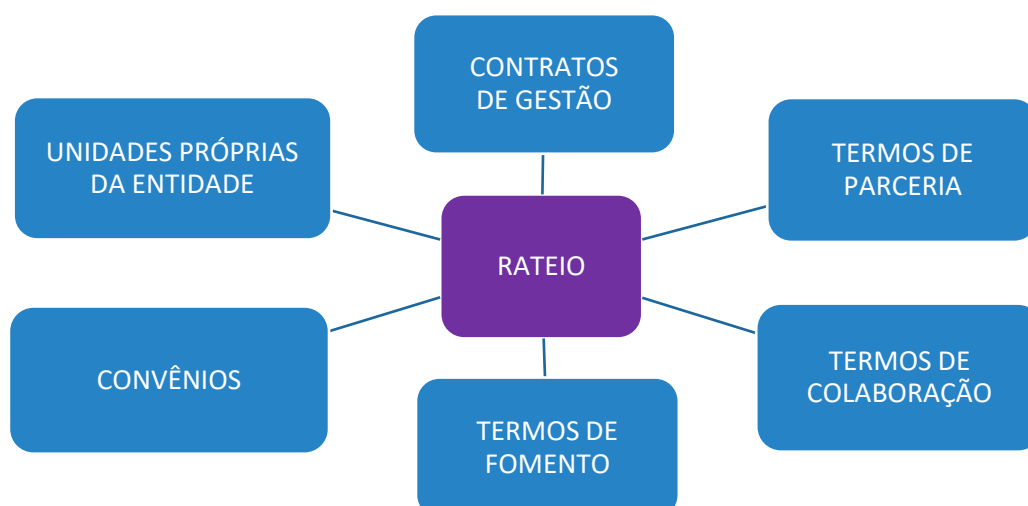 CONTRATOS
DE GESTÃO
UNIDADES PRÓPRIAS
DA ENTIDADE
TERMOS DE
PARCERIA
RATEIO
CONVÊNIOS
TERMOS DE
COLABORAÇÃO
TERMOS DE
FOMENTO